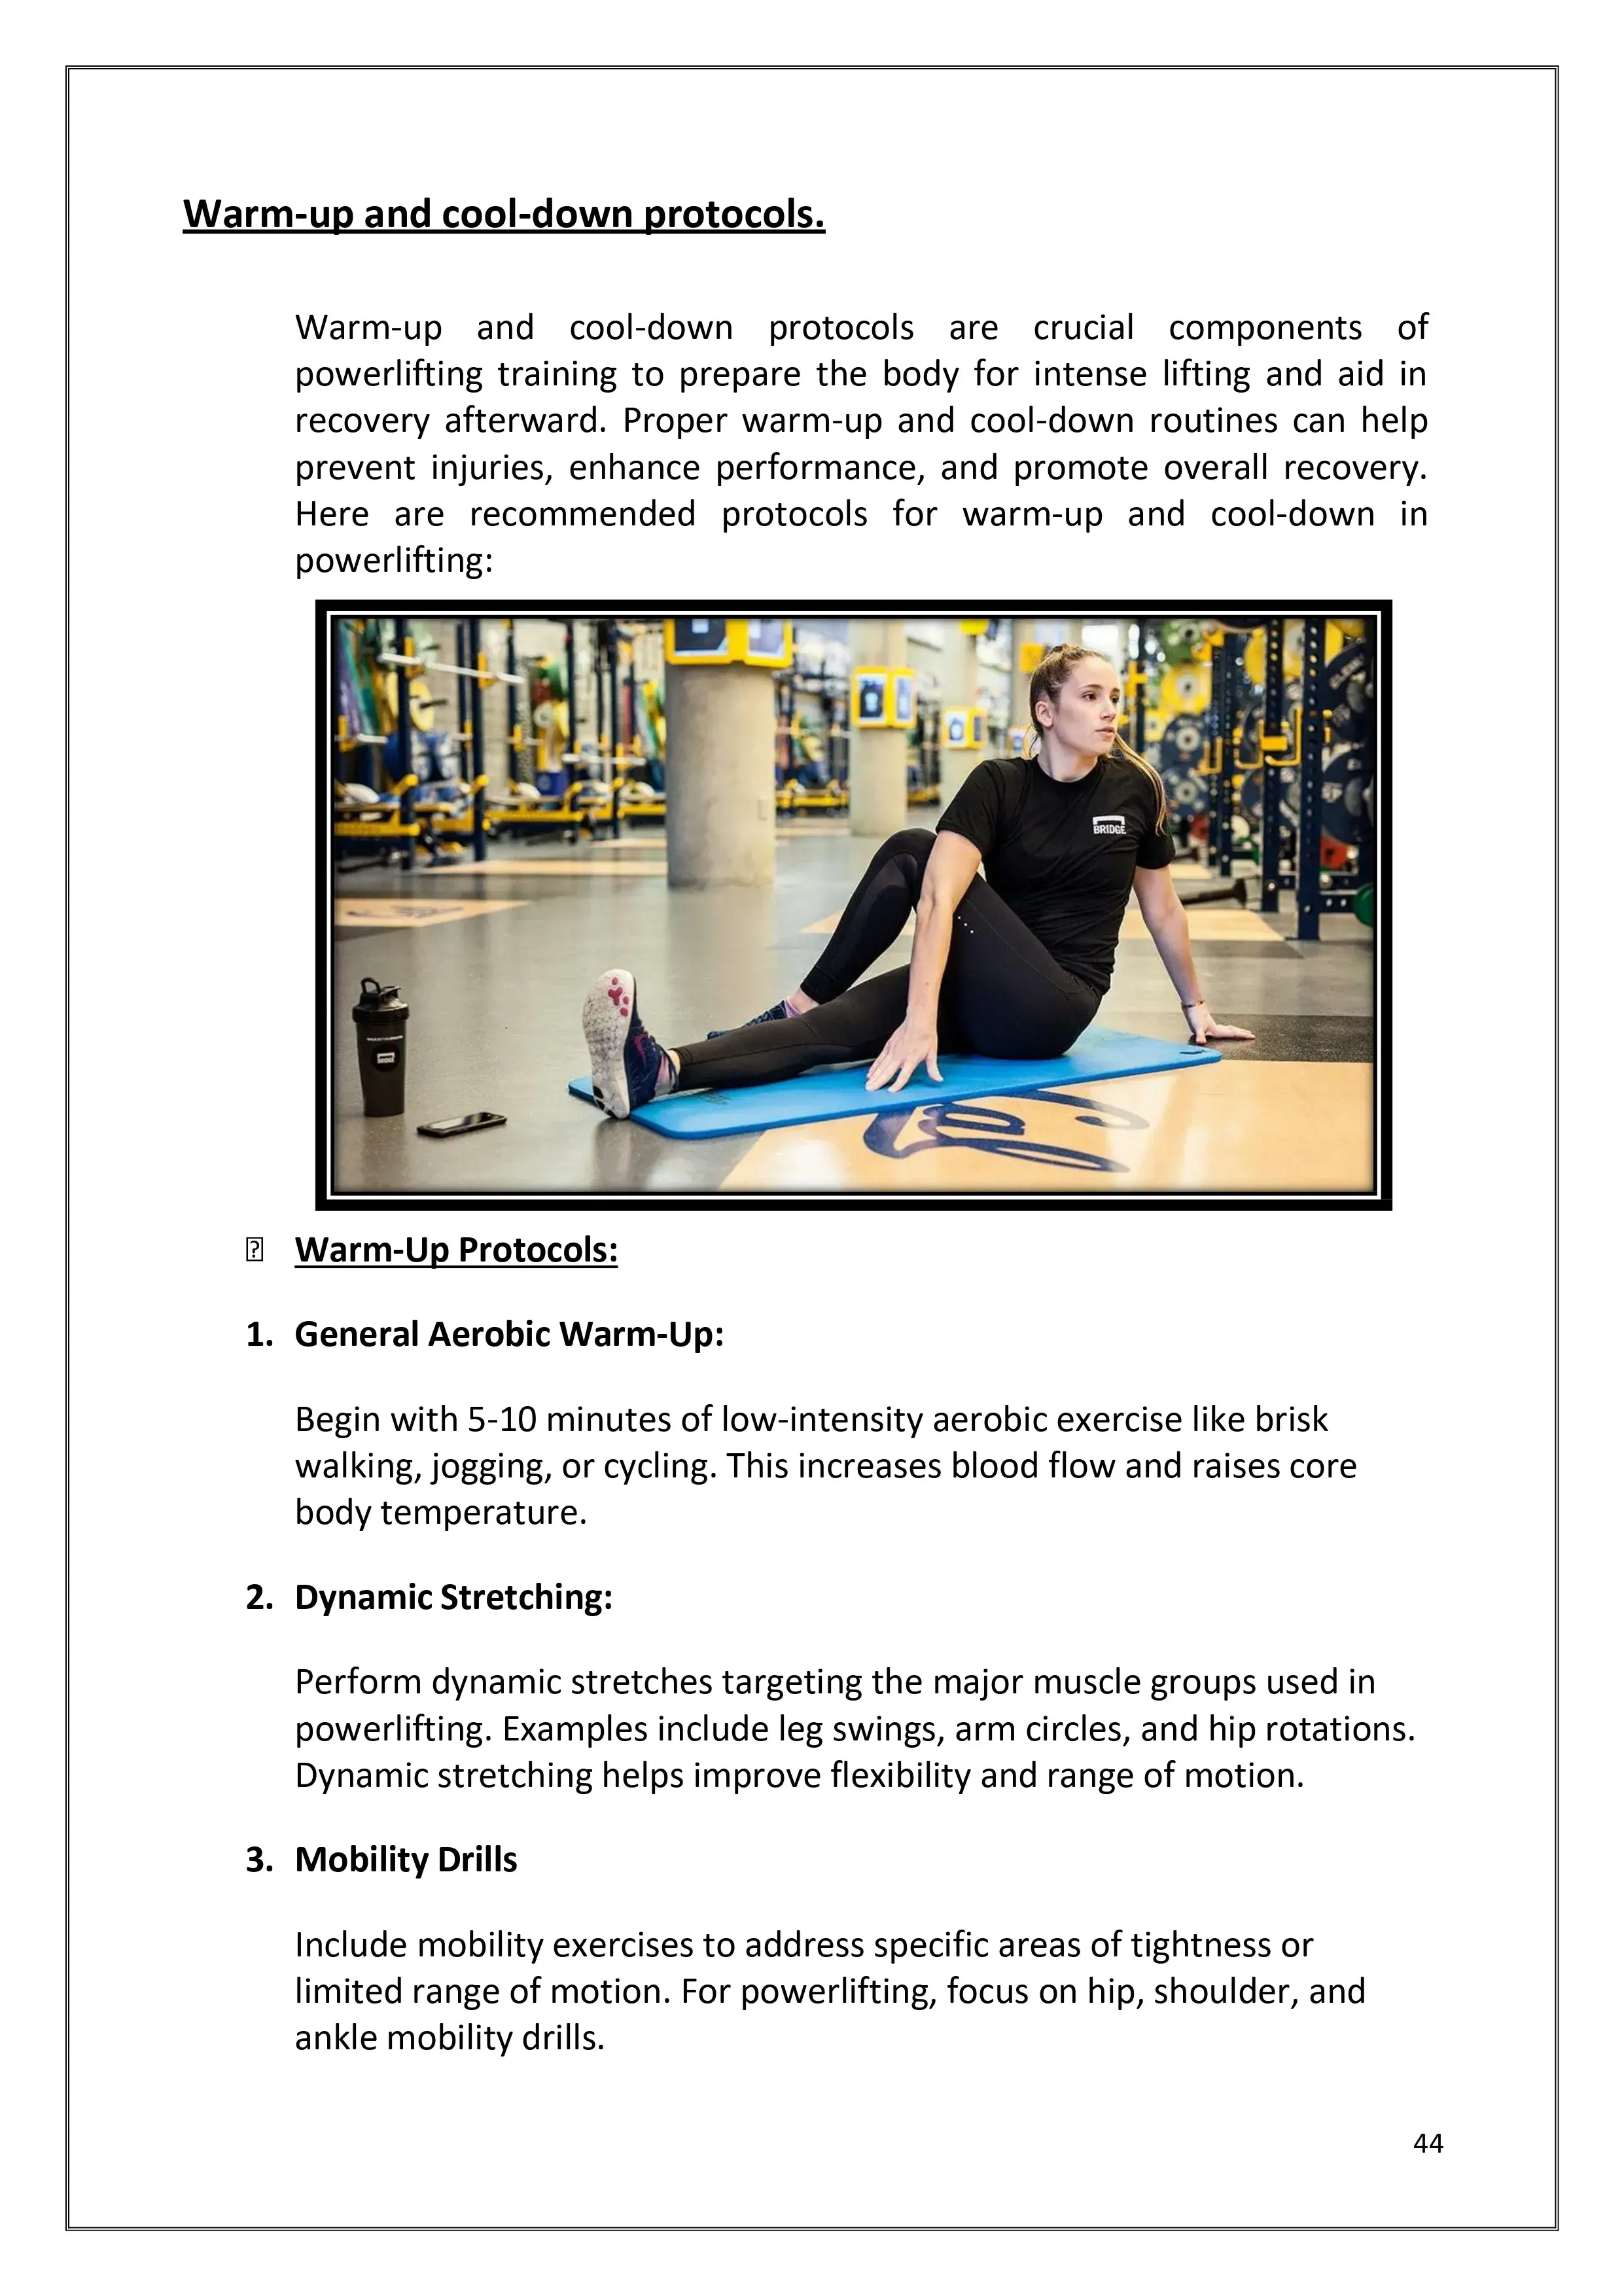 Warm-up and cool-down protocols.
Warm-up and cool-down protocols are crucial components of
powerlifting training to prepare the body for intense lifting and aid in
recovery afterward. Proper warm-up and cool-down routines can help
prevent injuries, enhance performance, and promote overall recovery.
Here are recommended protocols for warm-up and cool-down in
powerlifting:
BRIDGE
Warm-Up Protocols:
1. General Aerobic Warm-Up:
Begin with 5-10 minutes of low-intensity aerobic exercise like brisk
walking, jogging, or cycling. This increases blood flow and raises core
body temperature.
2. Dynamic Stretching:
Perform dynamic stretches targeting the major muscle groups used in
powerlifting. Examples include leg swings, arm circles, and hip rotations.
Dynamic stretching helps improve flexibility and range of motion.
3. Mobility Drills
Include mobility exercises to address specific areas of tightness or
limited range of motion. For powerlifting, focus on hip, shoulder, and
ankle mobility drills.
44